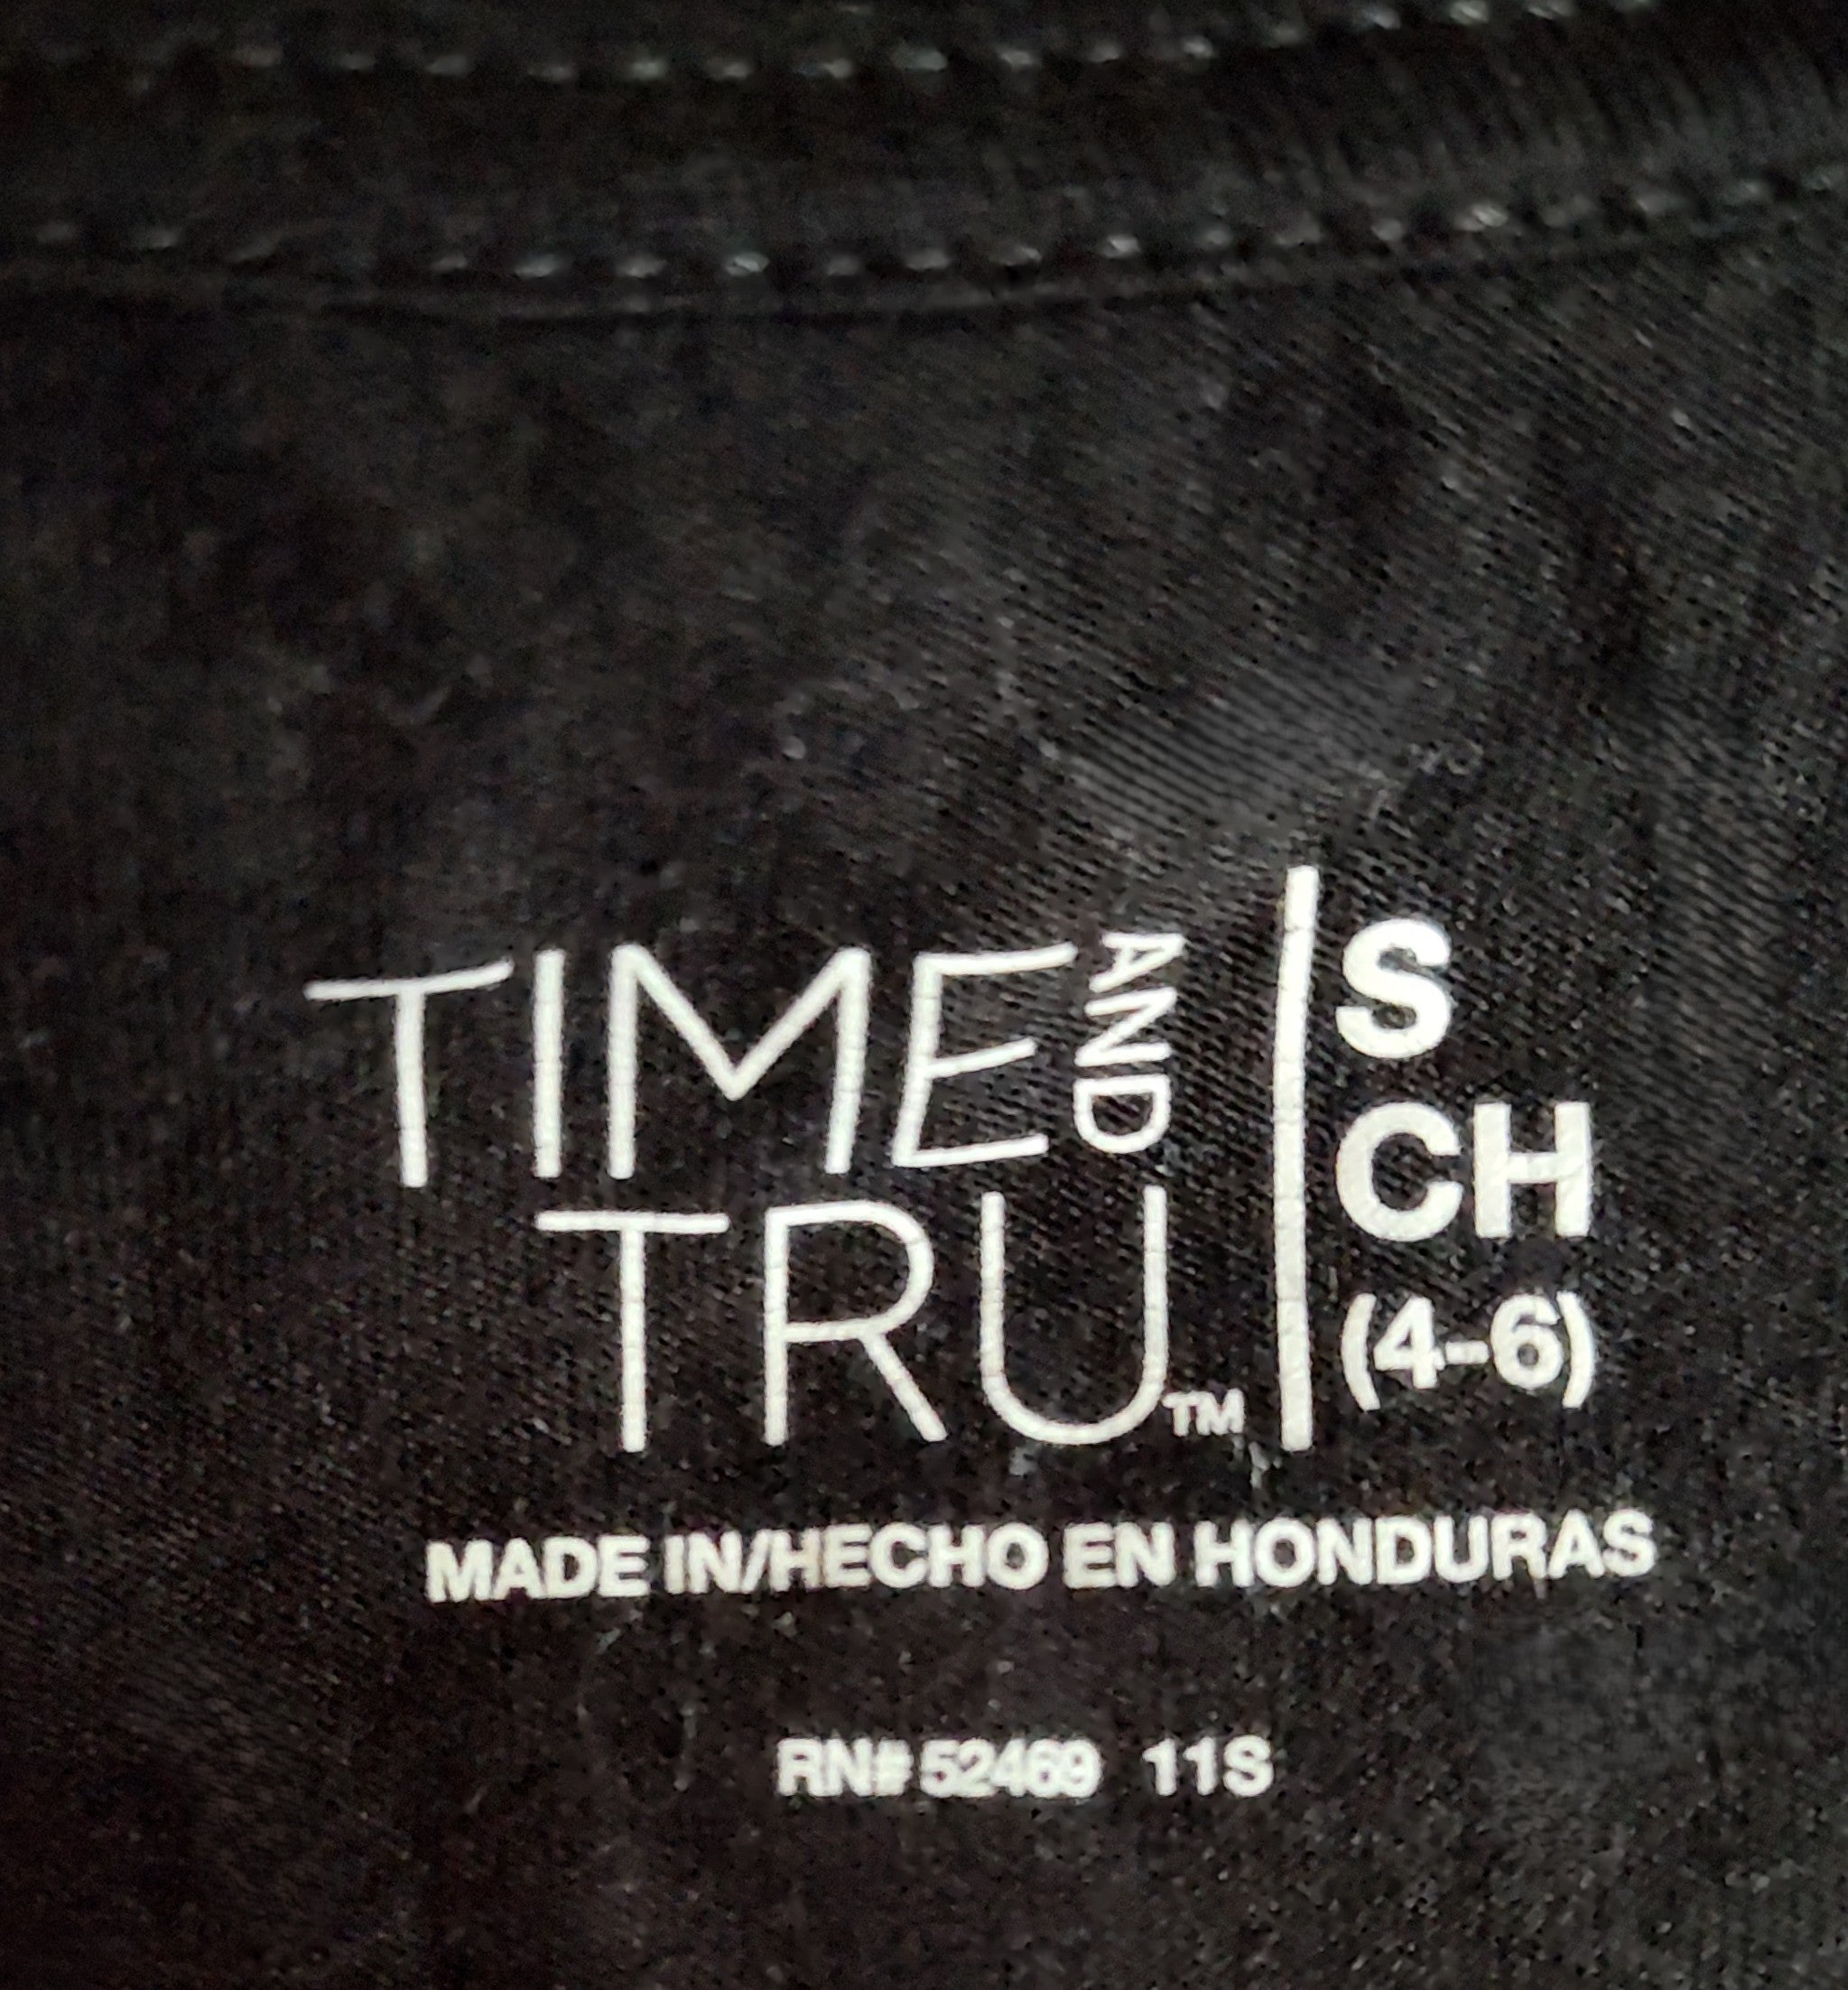 TIME AND
TRU™
S
CH
(4-6)
MADE IN/HECHO EN HONDURAS
RN# 52469 11S